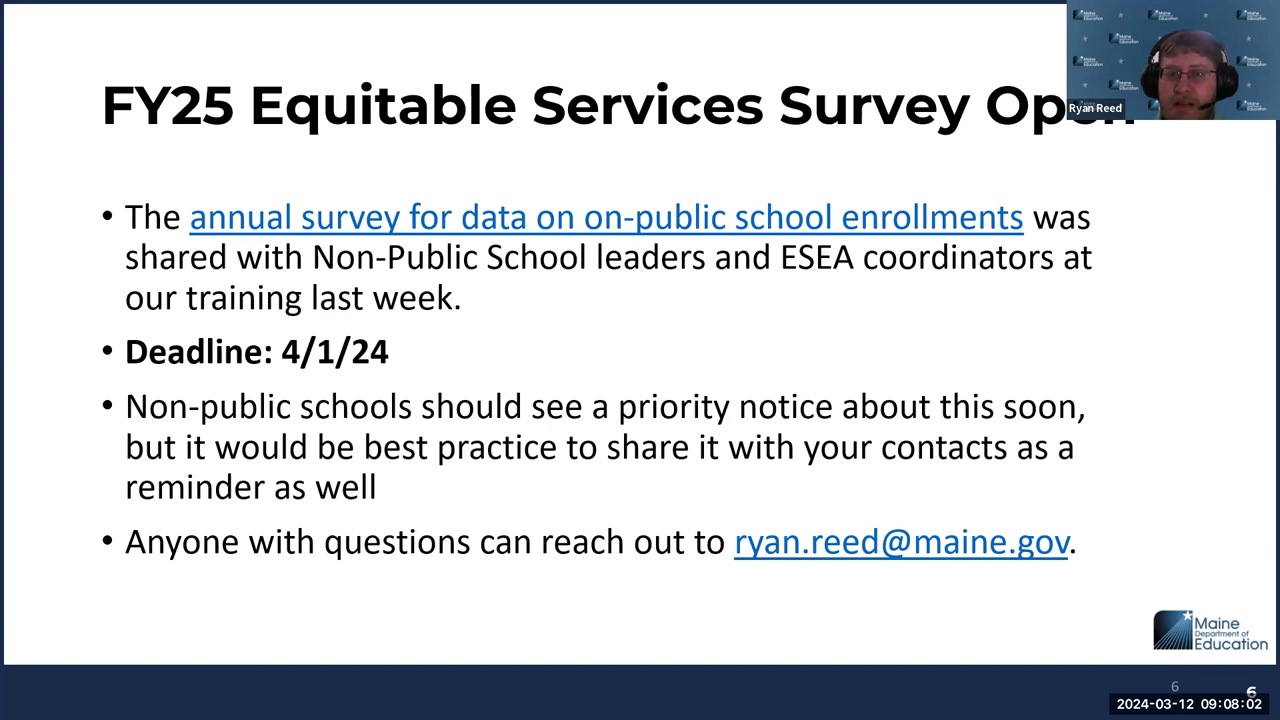 FY25 Equitable Services Survey Open
Ryan Reed
• The annual survey for data on on-public school enrollments was
shared with Non-Public School leaders and ESEA coordinators at
our training last week.
• Deadline: 4/1/24
• Non-public schools should see a priority notice about this soon,
but it would be best practice to share it with your contacts as a
reminder as well
• Anyone with questions can reach out to ryan.reed@maine.gov.
Maine
Department of
Education
6
6
2024-03-12 09:08:02